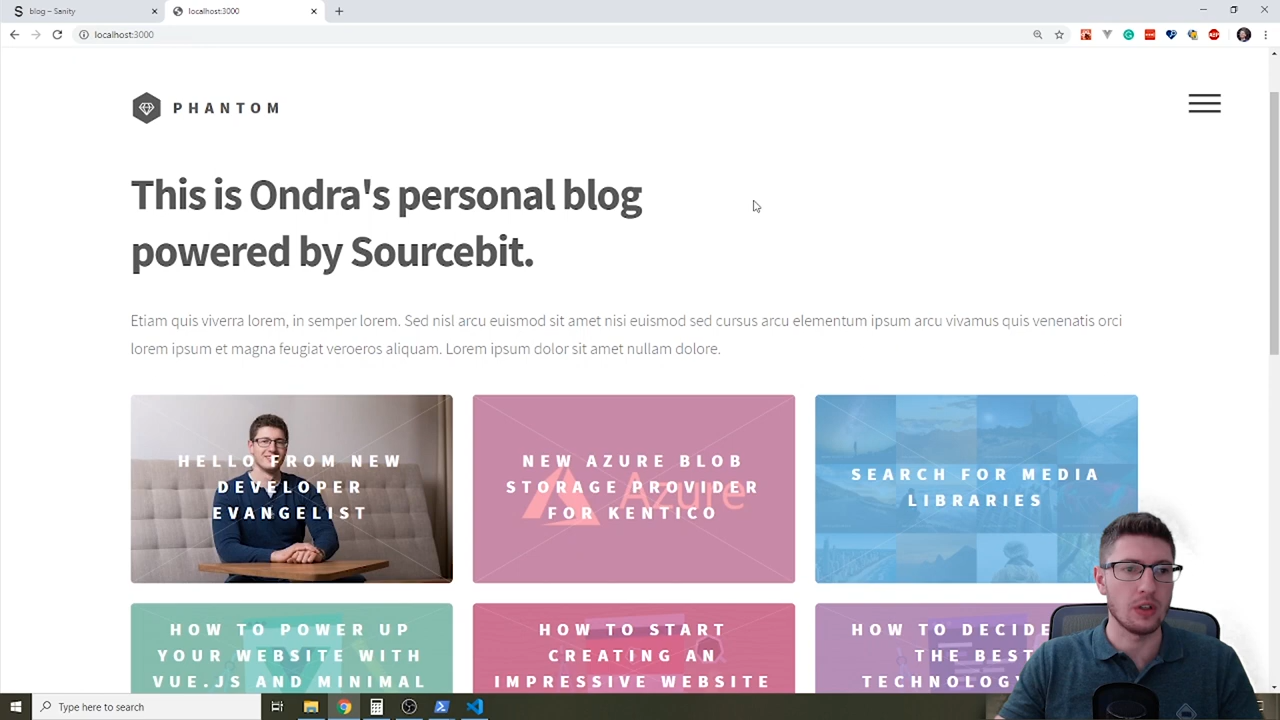 blog – Sanity
localhost:3000
localhost:3000
PHANTOM
This is Ondra's personal blog
powered by Sourcebit.
Etiam quis viverra lorem, in semper lorem. Sed nisl arcu euismod sit amet nisi euismod sed cursus arcu elementum ipsum arcu vivamus quis venenatis orci
lorem ipsum et magna feugiat veroeros aliquam. Lorem ipsum dolor sit amet nullam dolore.
HELLO FROM NEW
DEVELOPER
EVANGELIST
NEW AZURE BLOB
STORAGE PROVIDER
FOR KENTICO
Azure
SEARCH FOR MEDIA
LIBRARIES
HOW TO POWER UP
YOUR WEBSITE WITH
VUE.JS AND MINIMAL
HOW TO START
CREATING AN
IMPRESSIVE WEBSITE
HOW TO DECIDE
THE BEST
TECHNOLOGY
Type here to search